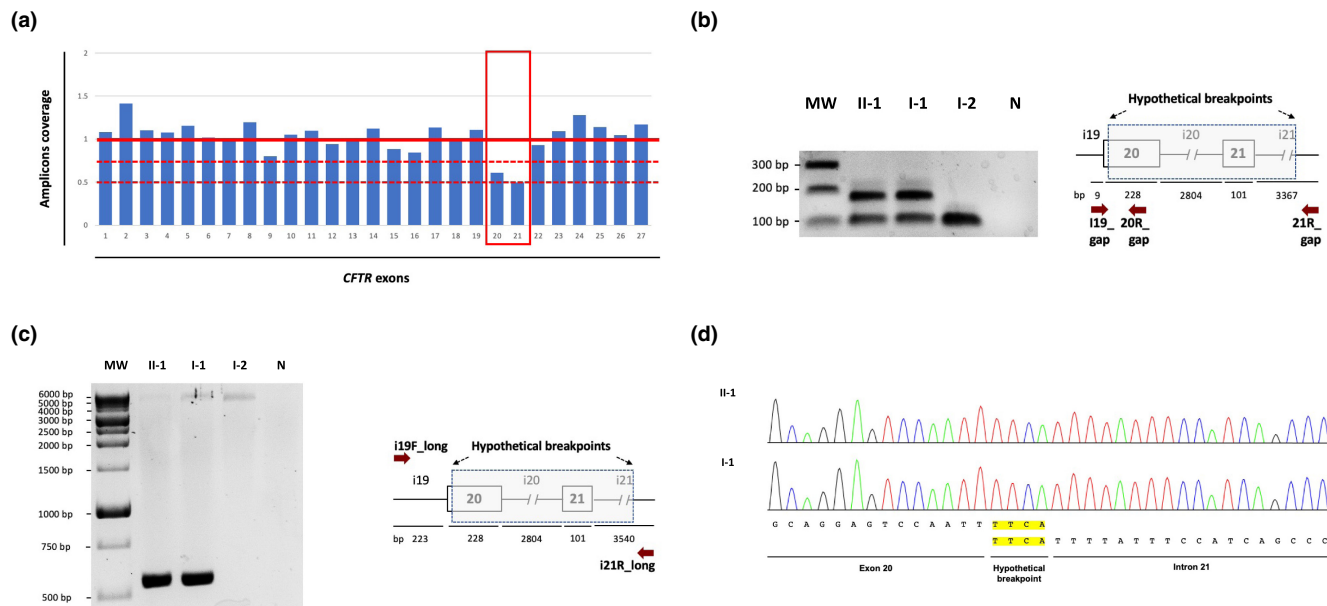 (a)
Amplicons coverage
2
1.5
1
0.5
0
1 2 3 4 5 6 7 8 9 10 11 12 13 14 15 16 17 18 19 20 21 22 23 24 25 26 27
CFTR exons
(b)
MW II-1 I-1 I-2 N
300 bp
200 bp
100 bp
Hypothetical breakpoints
i19 i20 i21
20 21
bp 9 228 2804 101 3367
I19_ gap
20R_ gap
21R_ gap
(c)
MW II-1 I-1 I-2 N
6000 bp
5000 bp
4000 bp
3000 bp
2500 bp
2000 bp
1500 bp
1000 bp
750 bp
500 bp
i19F_long
Hypothetical breakpoints
i19 i20 i21
20 21
bp 223 228 2804 101 3540
i21R_long
(d)
II-1
I-1
G C A G G A G T C C A A T T T T C A
T T C A T T T T A T T T C C A T C A G C C C
Exon 20
Hypothetical breakpoint
Intron 21